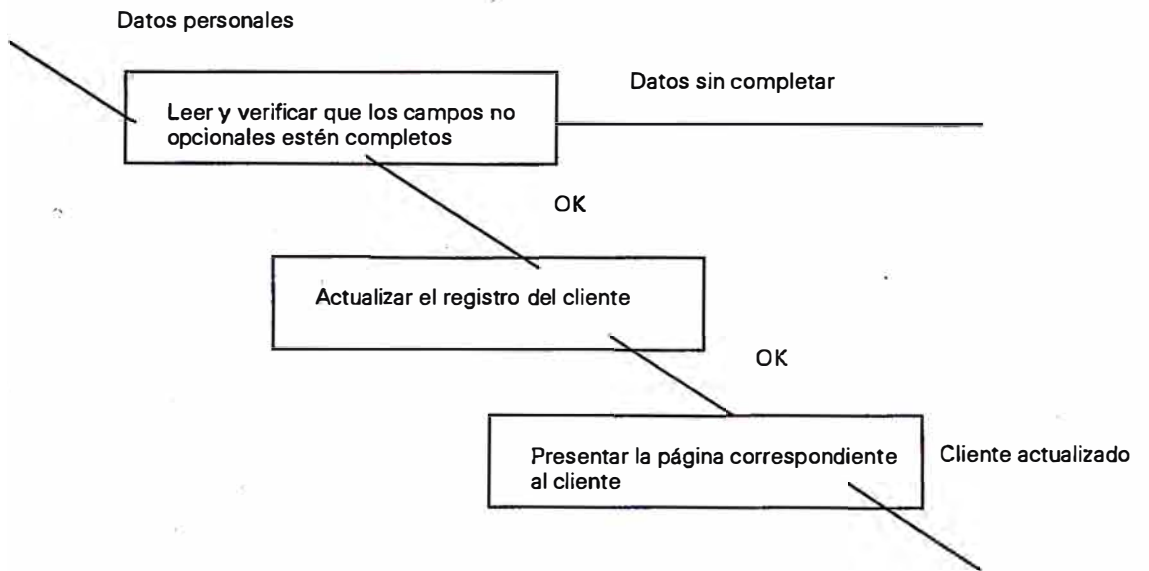 Datos personales
Datos sin completar
Leer y verificar que los campos no
opcionales estén completos
OK
Actualizar el registro del cliente
OK
Presentar la página correspondiente
al cliente
Cliente actualizado